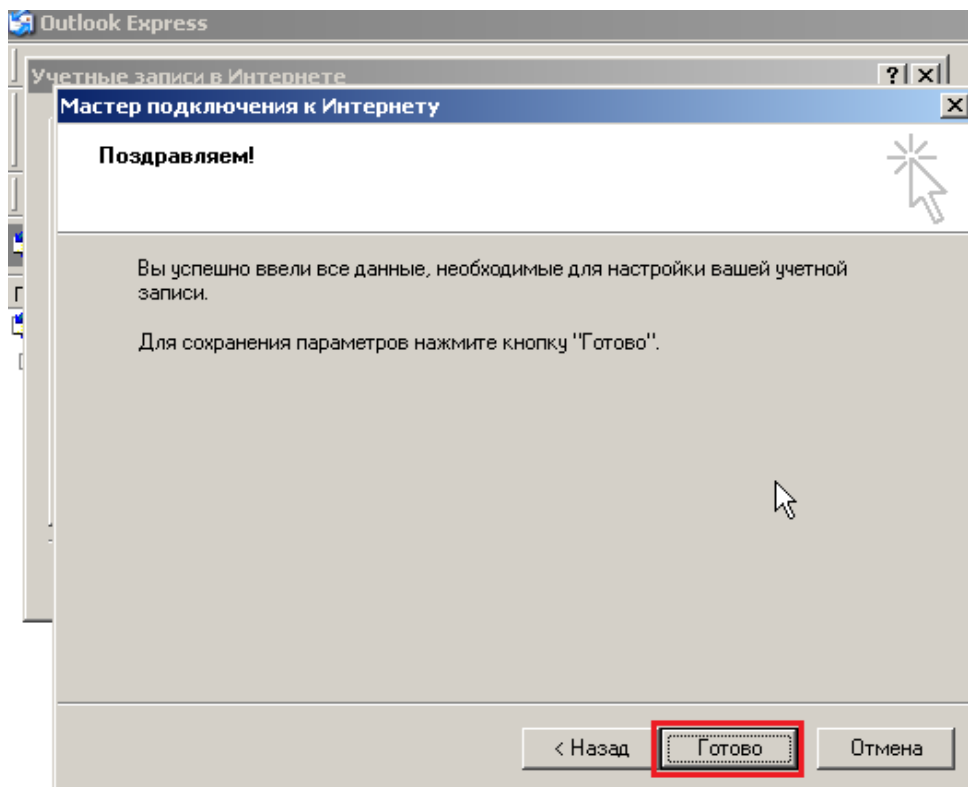 Outlook Express
Учетные записи в Интернете
Мастер подключения к Интернету
Поздравляем!
Вы успешно ввели все данные, необходимые для настройки вашей учетной
записи.
Для сохранения параметров нажмите кнопку "Готово".
< Назад Готово Отмена